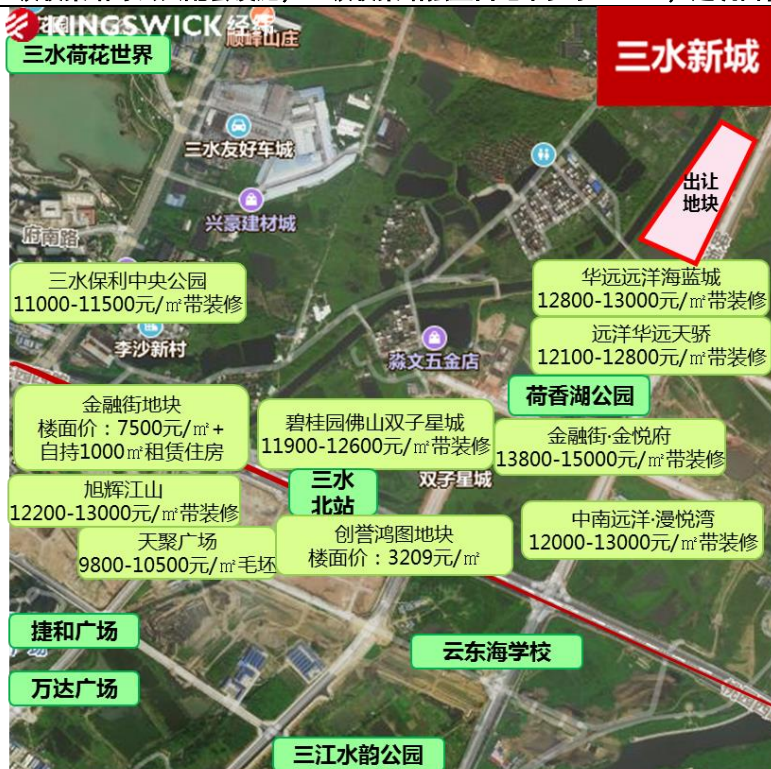 KINGSWICK 经纬
顺峰山庄
三水荷花世界
三水新城
三水友好车城
出让
地块
兴豪建材城
府南路
三水保利中央公园
11000-11500元/㎡带装修
华远远洋海蓝城
12800-13000元/㎡带装修
李沙新村
淼文五金店
远洋华远天骄
12100-12800元/㎡带装修
荷香湖公园
金融街地块
楼面价：7500元/㎡+
自持1000㎡租赁住房
碧桂园佛山双子星城
11900-12600元/㎡带装修
金融街·金悦府
13800-15000元/㎡带装修
三水
北站
双子星城
旭辉江山
12200-13000元/㎡带装修
天聚广场
9800-10500元/㎡毛坯
创誉鸿图地块
楼面价：3209元/㎡
中南远洋·漫悦湾
12000-13000元/㎡带装修
捷和广场
云东海学校
万达广场
三江水韵公园